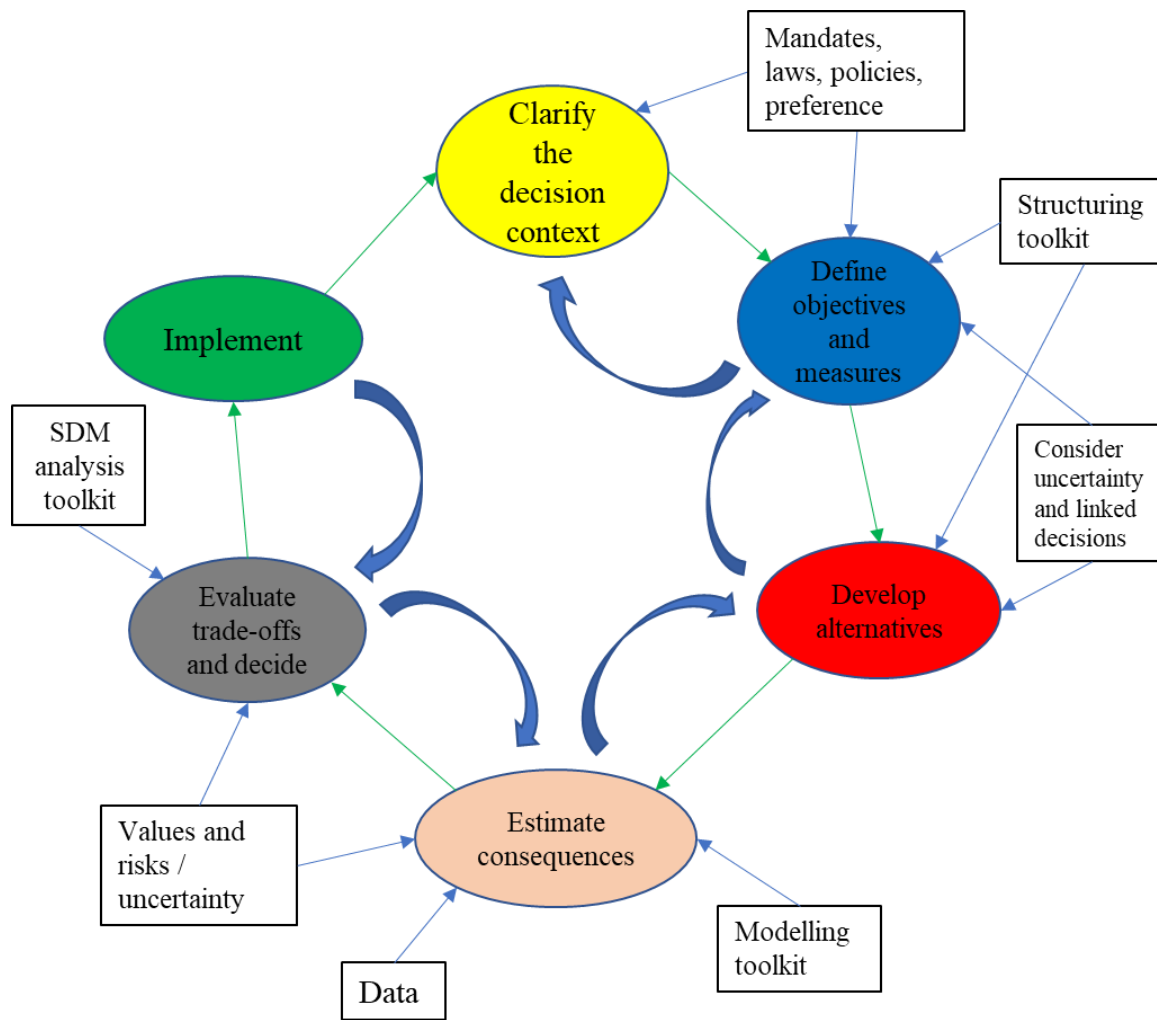 Mandates,
laws, policies,
preference
Clarify
the
decision
context
Structuring
toolkit
Define
objectives
and
measures
Implement
SDM
analysis
toolkit
Consider
uncertainty
and linked
decisions
Evaluate
trade-offs
and decide
Develop
alternatives
Estimate
consequences
Values and
risks /
uncertainty
Modelling
toolkit
Data